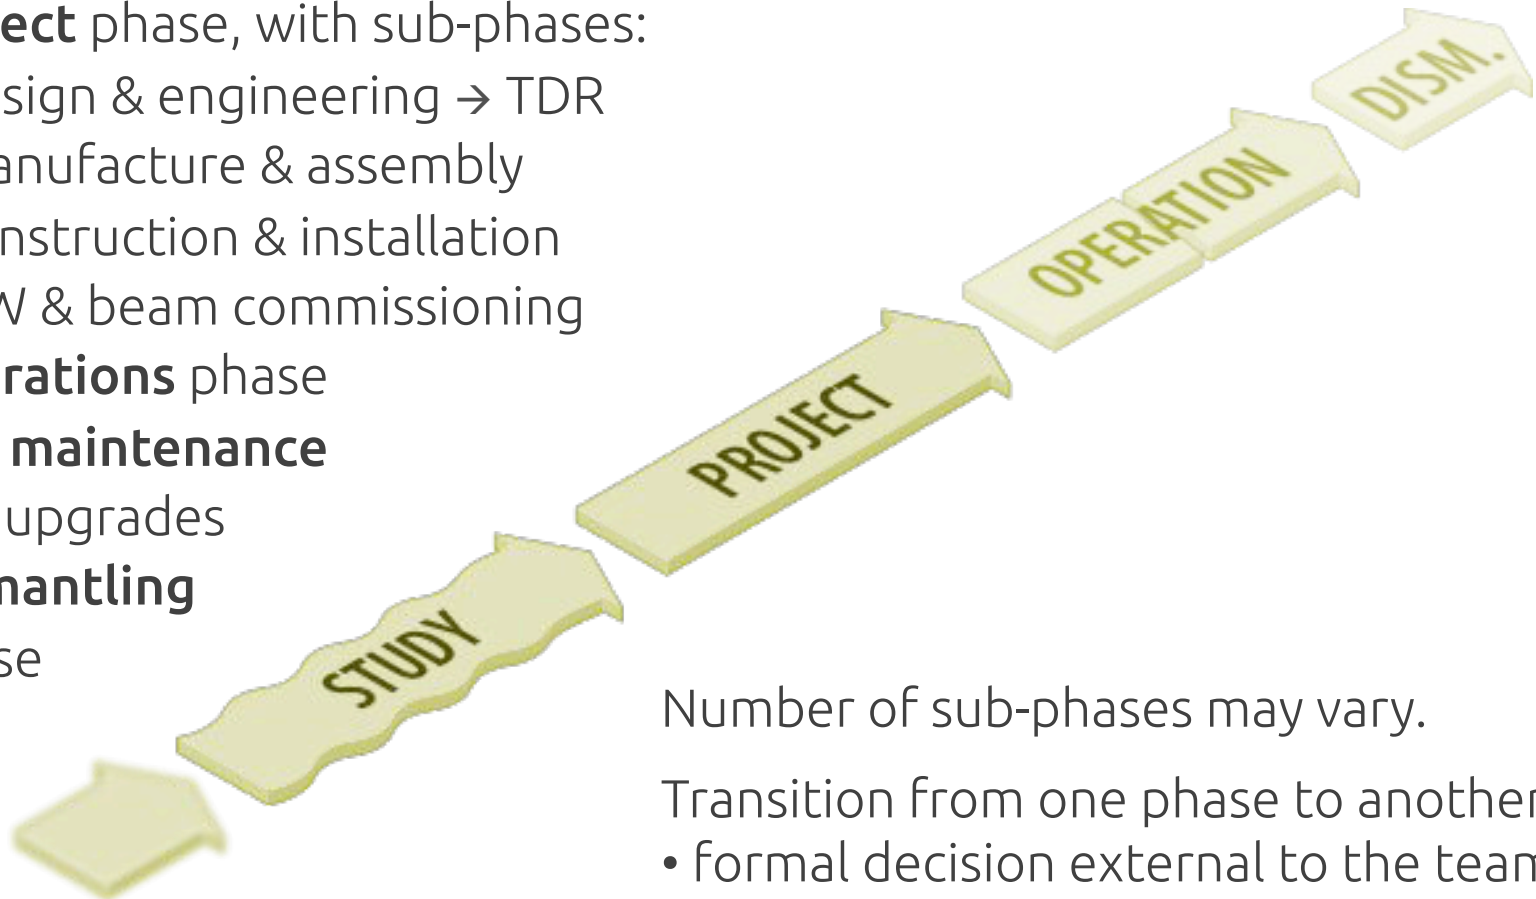 ect phase, with sub-phases:
sign & engineering → TDR
anufacture & assembly
nstruction & installation
W & beam commissioning
rations phase
maintenance
upgrades
mantling
se
DISM.
OPERATION
PROJECT
STUDY
Number of sub-phases may vary.
Transition from one phase to another
• formal decision external to the team